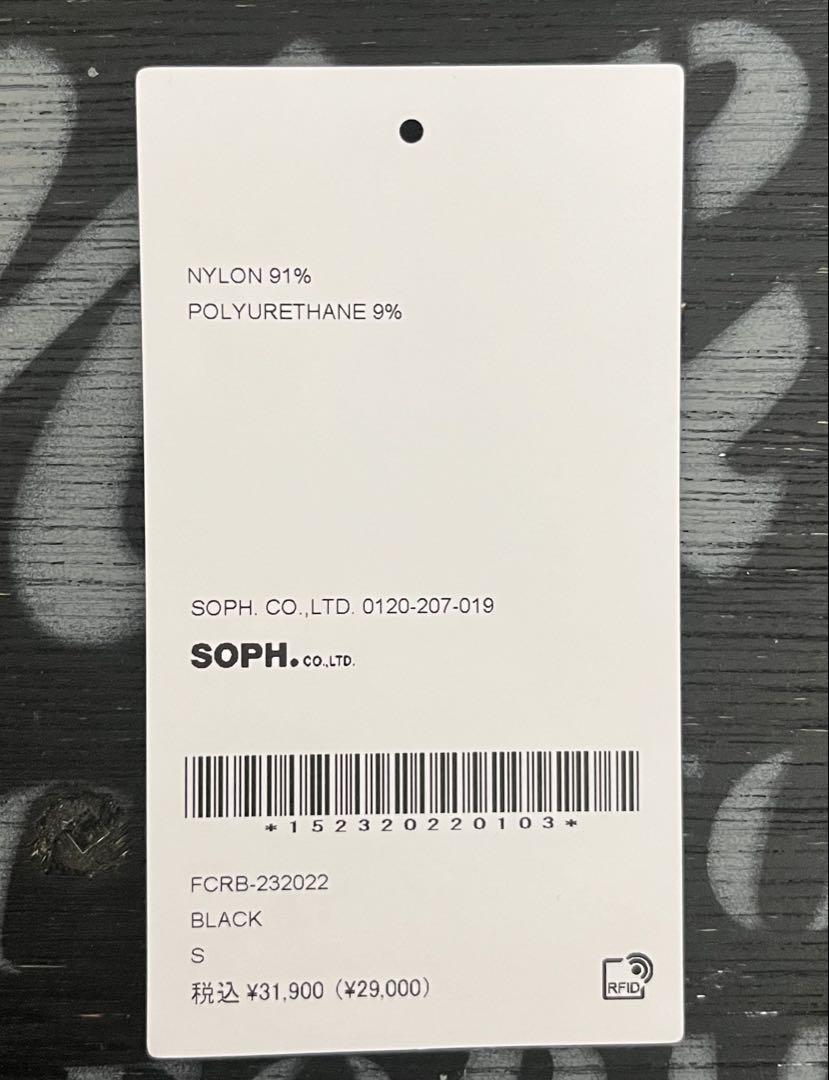 NYLON 91%
POLYURETHANE 9%
SOPH. CO.,LTD. 0120-207-019
SOPH. CO.,LTD.
*152320220103*
FCRB-232022
BLACK
S
税込 ¥31,900 (¥29,000)
RFID